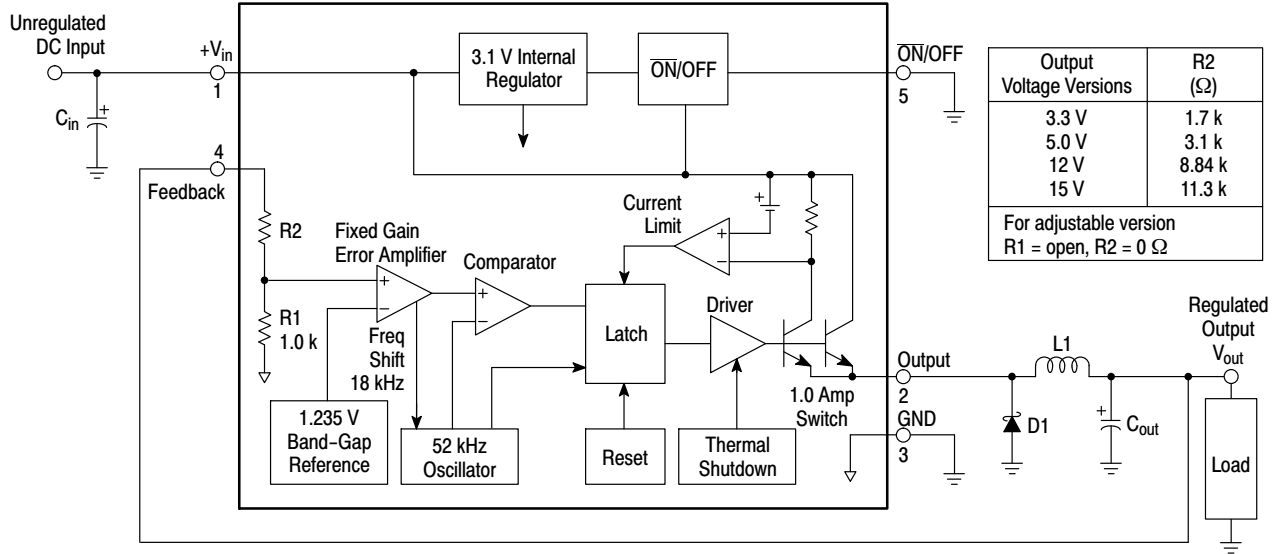 Unregulated
DC Input
+Vin
1
Cin
4
Feedback
3.1 V Internal
Regulator
ON/OFF
ON/OFF
5
Output
Voltage Versions
R2
(Ω)
3.3 V
1.7 k
5.0 V
3.1 k
12 V
8.84 k
15 V
11.3 k
For adjustable version
R1 = open, R2 = 0 Ω
R2
Fixed Gain
Error Amplifier
+
−
R1
1.0 k
Freq
Shift
18 kHz
Comparator
+
−
Current
Limit
+
−
+
Latch
Driver
1.0 Amp
Switch
1.235 V
Band−Gap
Reference
52 kHz
Oscillator
Reset
Thermal
Shutdown
Output
2
GND
3
L1
D1
+
Cout
Regulated
Output
Vout
Load
+